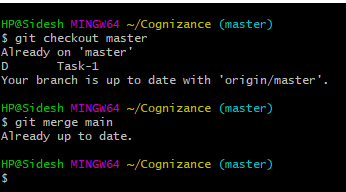 HP@Sidesh MINGW64 ~/Cognizance (master)
$ git checkout master
Already on 'master'
D       Task-1
Your branch is up to date with 'origin/master'.
HP@Sidesh MINGW64 ~/Cognizance (master)
$ git merge main
Already up to date.
HP@Sidesh MINGW64 ~/Cognizance (master)
$